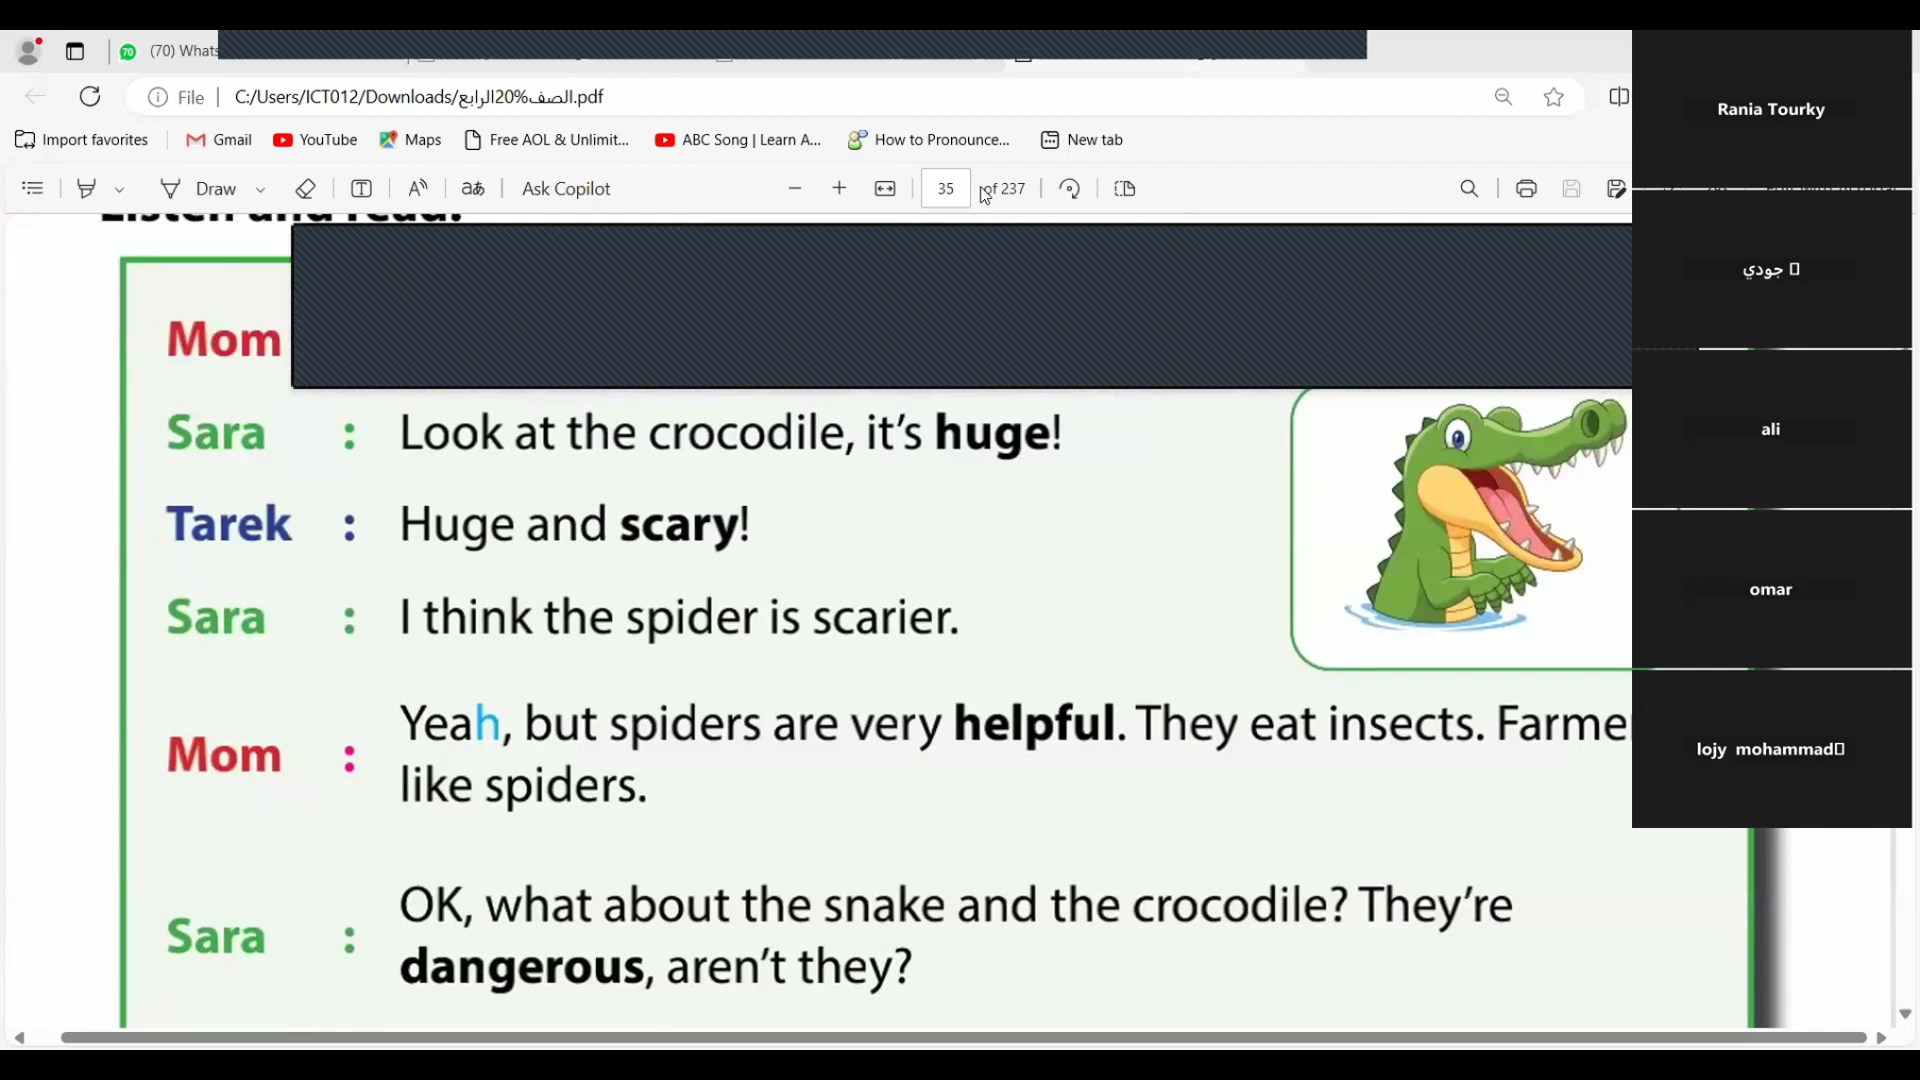 70 (70) Whats
File C:/Users/ICT012/Downloads/الصف%20الرابع.pdf
Import favorites Gmail YouTube Maps Free AOL & Unlimit... ABC Song | Learn A... How to Pronounce... New tab
Draw Ask Copilot 35 of 237
Listen and read.
Mom
Sara : Look at the crocodile, it's huge!
Tarek : Huge and scary!
Sara : I think the spider is scarier.
Mom : Yeah, but spiders are very helpful. They eat insects. Farme
like spiders.
Sara : OK, what about the snake and the crocodile? They're
dangerous, aren't they?
Rania Tourky
جودي
ali
omar
lojy mohammad